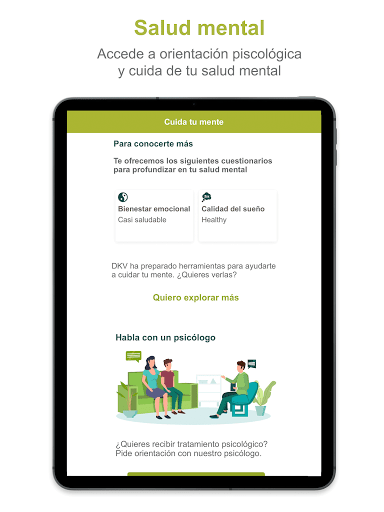 Salud mental
Accede a orientación piscológica
y cuida de tu salud mental
Cuida tu mente
Para conocerte más
Te ofrecemos los siguientes cuestionarios
para profundizar en tu salud mental
Bienestar emocional
Casi saludable
Calidad del sueño
Healthy
DKV ha preparado herramientas para ayudarte
a cuidar tu mente. ¿Quieres verlas?
Quiero explorar más
Habla con un psicólogo
¿Quieres recibir tratamiento psicológico?
Pide orientación con nuestro psicólogo.